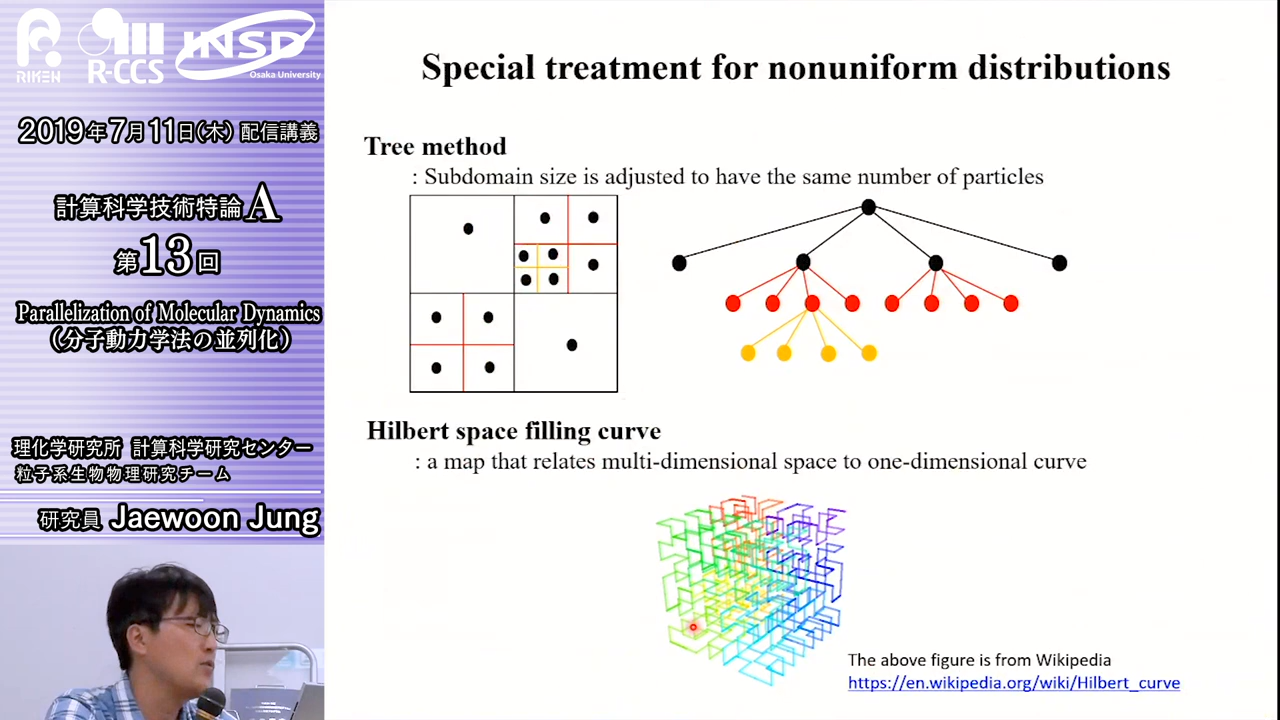 RIKEN
R-CCS
INSD
Osaka University
2019年7月11日(木) 配信講義
計算科学技術特論A
第13回
Parallelization of Molecular Dynamics
(分子動力学法の並列化)
理化学研究所 計算科学研究センター
粒子系生物物理研究チーム
研究員 Jaewoon Jung
Special treatment for nonuniform distributions
Tree method
: Subdomain size is adjusted to have the same number of particles
Hilbert space filling curve
: a map that relates multi-dimensional space to one-dimensional curve
The above figure is from Wikipedia
https://en.wikipedia.org/wiki/Hilbert_curve